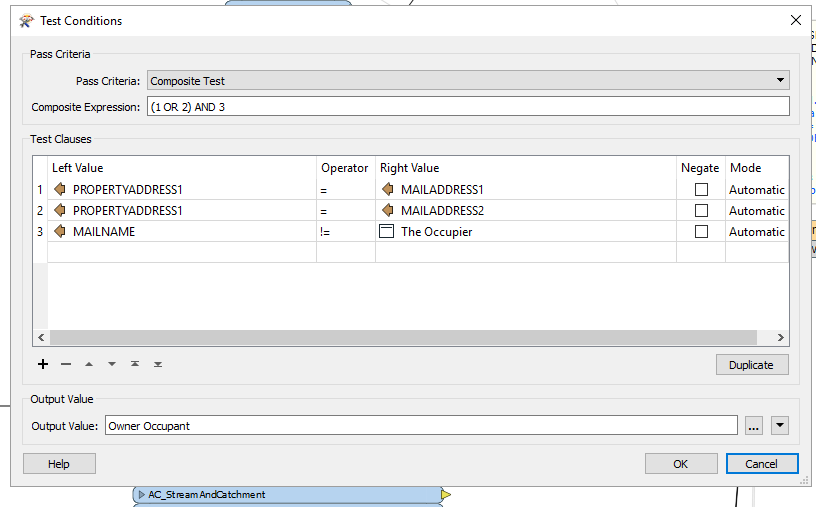 Test Conditions
Pass Criteria
Pass Criteria: Composite Test
Composite Expression: (1 OR 2) AND 3
Test Clauses
Left Value Operator Right Value Negate Mode
1 PROPERTYADDRESS1 = MAILADDRESS1 Automatic
2 PROPERTYADDRESS1 = MAILADDRESS2 Automatic
3 MAILNAME != The Occupier Automatic
Duplicate
Output Value
Output Value: Owner Occupant ...
Help OK Cancel
AC_StreamAndCatchment